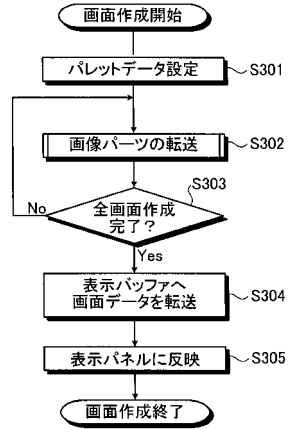 画面作成開始
パレットデータ設定
S301
画像パーツの転送
S302
S303
全画面作成
完了?
No
Yes
表示バッファへ
画面データを転送
S304
表示パネルに反映
S305
画面作成終了